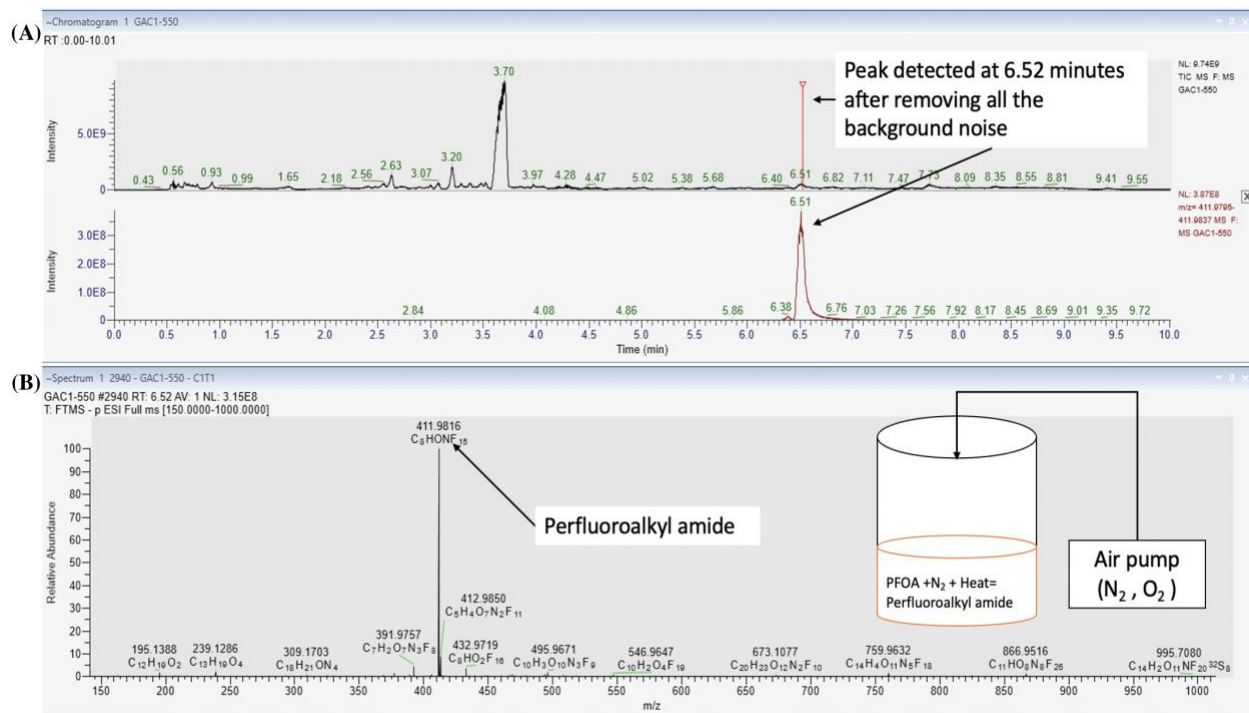 (A)
~Chromatogram 1 GAC1-550
RT :0.00-10.01
Peak detected at 6.52 minutes
after removing all the
background noise
NL: 9.74E9
TIC MS F: MS
GAC1-550
Intensity
5.0E9
0
0.43 0.56 0.93 0.99 1.65 2.18 2.56 2.63 3.07 3.20 3.70 3.97 4.28 4.47 5.02 5.38 5.68 6.40 6.51 6.82 7.11 7.47 7.73 8.09 8.35 8.55 8.81 9.41 9.55
NL: 3.87E8
m/z= 411.9795-
411.9837 MS F:
MS GAC1-550
Intensity
3.0E8
2.0E8
1.0E8
0
2.84 4.08 4.86 5.86 6.38 6.51 6.76 7.03 7.26 7.56 7.92 8.17 8.45 8.69 9.01 9.35 9.72
0.0 0.5 1.0 1.5 2.0 2.5 3.0 3.5 4.0 4.5 5.0 5.5 6.0 6.5 7.0 7.5 8.0 8.5 9.0 9.5 10.0
Time (min)
(B)
~Spectrum 1 2940 - GAC1-550 - C1T1
GAC1-550 #2940 RT: 6.52 AV: 1 NL: 3.15E8
T: FTMS - p ESI Full ms [150.0000-1000.0000]
Relative Abundance
100
90
80
70
60
50
40
30
20
10
0
411.9816
C₈HONF₁₅
Perfluoroalkyl amide
412.9850
C₅H₄O₇N₂F₁₁
391.9757
C₇H₂O₇N₃F₈
432.9719
C₈HO₂F₁₆
195.1388
C₁₂H₁₉O₂
239.1286
C₁₃H₁₉O₄
309.1703
C₁₈H₂₁ON₄
495.9671
C₁₀H₃O₁₀N₃F₉
546.9647
C₁₀H₂O₄F₁₉
673.1077
C₂₀H₂₃O₁₂N₂F₁₀
759.9632
C₁₄H₄O₁₁N₅F₁₈
866.9516
C₁₁HO₈N₈F₂₆
995.7080
C₁₄H₂O₁₁NF₂₀³²S₈
PFOA +N₂ + Heat=
Perfluoroalkyl amide
Air pump
(N₂ , O₂ )
150 200 250 300 350 400 450 500 550 600 650 700 750 800 850 900 950 1000
m/z